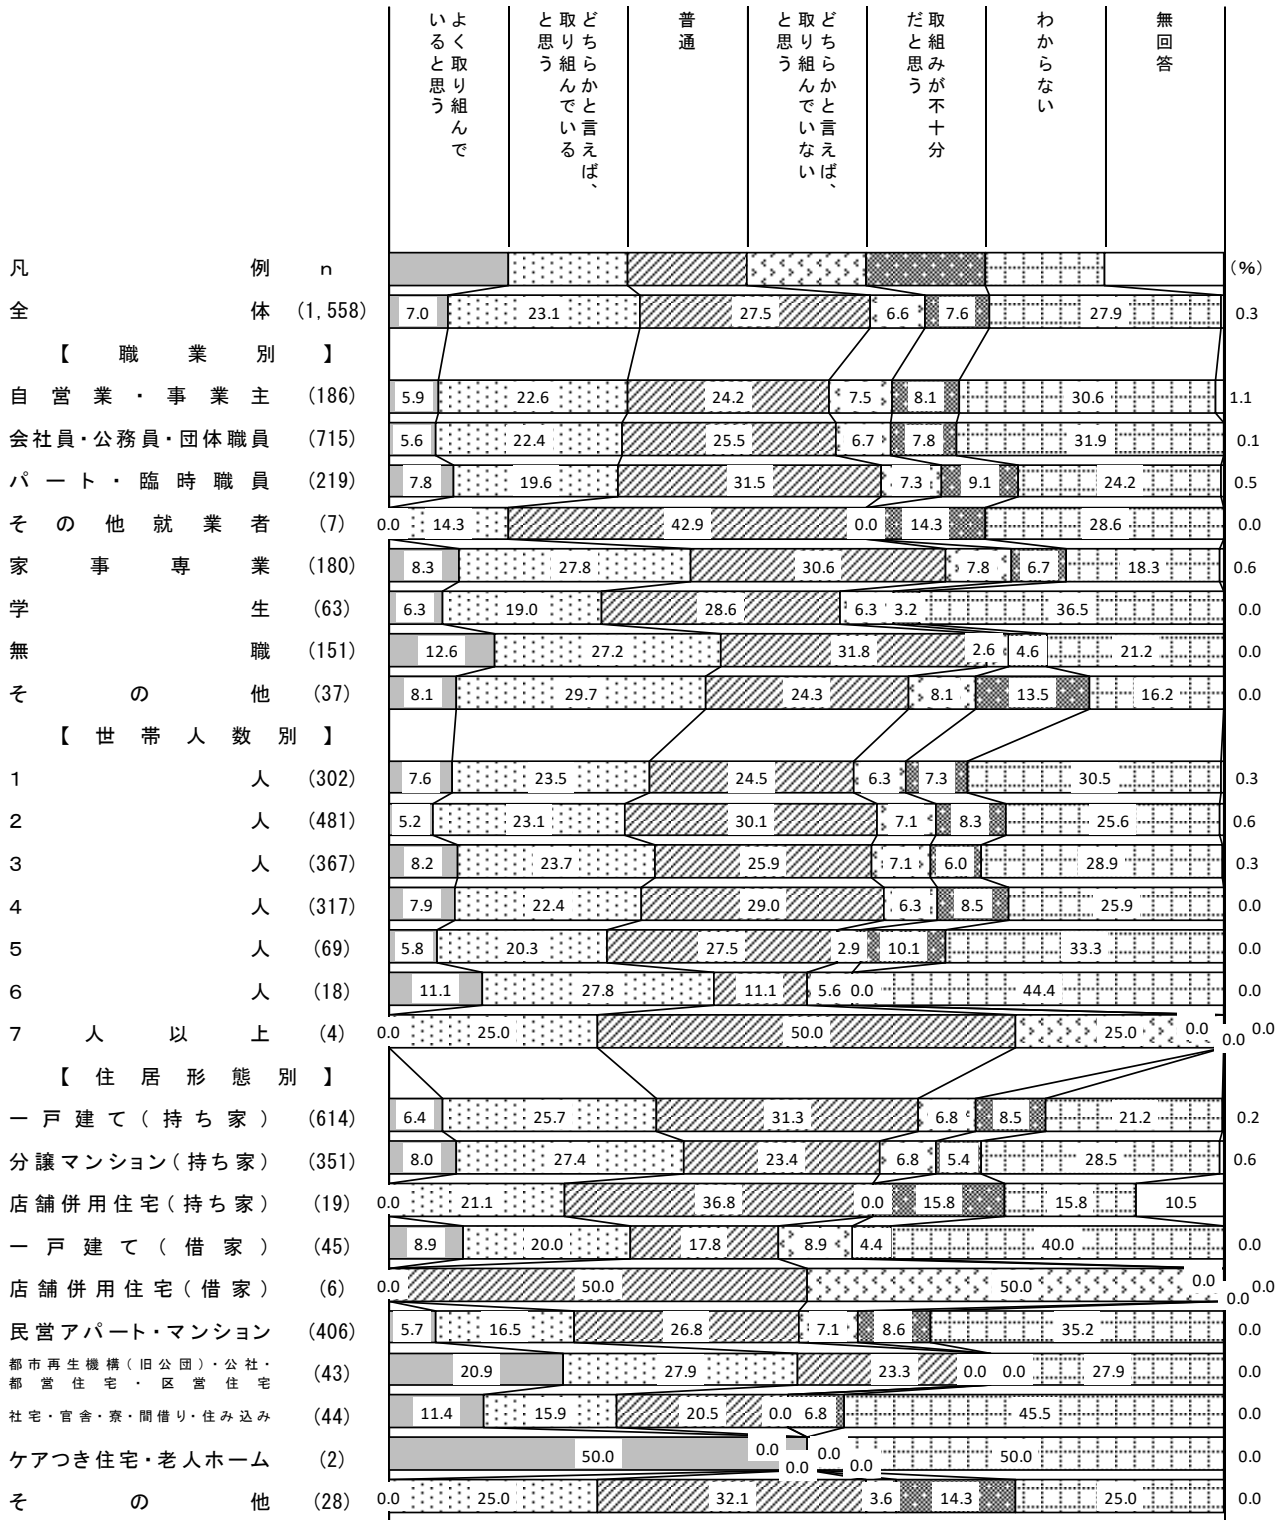 よく取り組んで
いると思う
どちらかと言えば、
取り組んでいる
と思う
普通
どちらかと言えば、
取り組んでいない
と思う
取組みが不十分
だと思う
わからない
無回答
凡例 n (%)
全体 (1,558) 7.0 23.1 27.5 6.6 7.6 27.9 0.3
【職業別】
自営業・事業主 (186) 5.9 22.6 24.2 7.5 8.1 30.6 1.1
会社員・公務員・団体職員 (715) 5.6 22.4 25.5 6.7 7.8 31.9 0.1
パート・臨時職員 (219) 7.8 19.6 31.5 7.3 9.1 24.2 0.5
その他就業者 (7) 0.0 14.3 42.9 0.0 14.3 28.6 0.0
家事専業 (180) 8.3 27.8 30.6 7.8 6.7 18.3 0.6
学生 (63) 6.3 19.0 28.6 6.3 3.2 36.5 0.0
無職 (151) 12.6 27.2 31.8 2.6 4.6 21.2 0.0
その他 (37) 8.1 29.7 24.3 8.1 13.5 16.2 0.0
【世帯人数別】
1人 (302) 7.6 23.5 24.5 6.3 7.3 30.5 0.3
2人 (481) 5.2 23.1 30.1 7.1 8.3 25.6 0.6
3人 (367) 8.2 23.7 25.9 7.1 6.0 28.9 0.3
4人 (317) 7.9 22.4 29.0 6.3 8.5 25.9 0.0
5人 (69) 5.8 20.3 27.5 2.9 10.1 33.3 0.0
6人 (18) 11.1 27.8 11.1 5.6 0.0 44.4 0.0
7人以上 (4) 0.0 25.0 50.0 25.0 0.0 0.0 0.0
【住居形態別】
一戸建て(持ち家) (614) 6.4 25.7 31.3 6.8 8.5 21.2 0.2
分譲マンション(持ち家) (351) 8.0 27.4 23.4 6.8 5.4 28.5 0.6
店舗併用住宅(持ち家) (19) 0.0 21.1 36.8 0.0 15.8 15.8 10.5
一戸建て(借家) (45) 8.9 20.0 17.8 8.9 4.4 40.0 0.0
店舗併用住宅(借家) (6) 0.0 50.0 50.0 0.0 0.0 0.0
民営アパート・マンション (406) 5.7 16.5 26.8 7.1 8.6 35.2 0.0
都市再生機構(旧公団)・公社・
都営住宅・区営住宅 (43) 20.9 27.9 23.3 0.0 0.0 27.9 0.0
社宅・官舎・寮・間借り・住み込み (44) 11.4 15.9 20.5 0.0 6.8 45.5 0.0
ケアつき住宅・老人ホーム (2) 50.0 0.0 0.0 0.0 0.0 50.0 0.0
その他 (28) 0.0 25.0 32.1 3.6 14.3 25.0 0.0